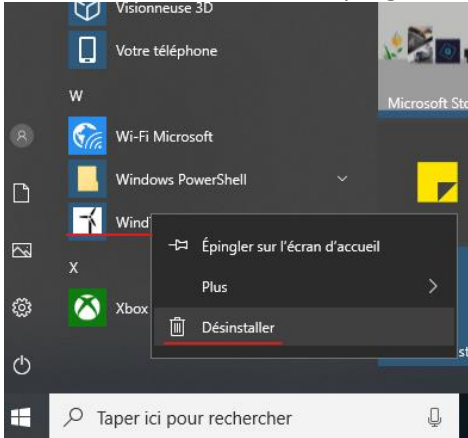 Visionneuse 3D
Votre téléphone
Microsoft Sto
W
Wi-Fi Microsoft
Windows PowerShell
Wind
Épingler sur l'écran d'accueil
X
Plus
Xbox
Désinstaller
st
Taper ici pour rechercher